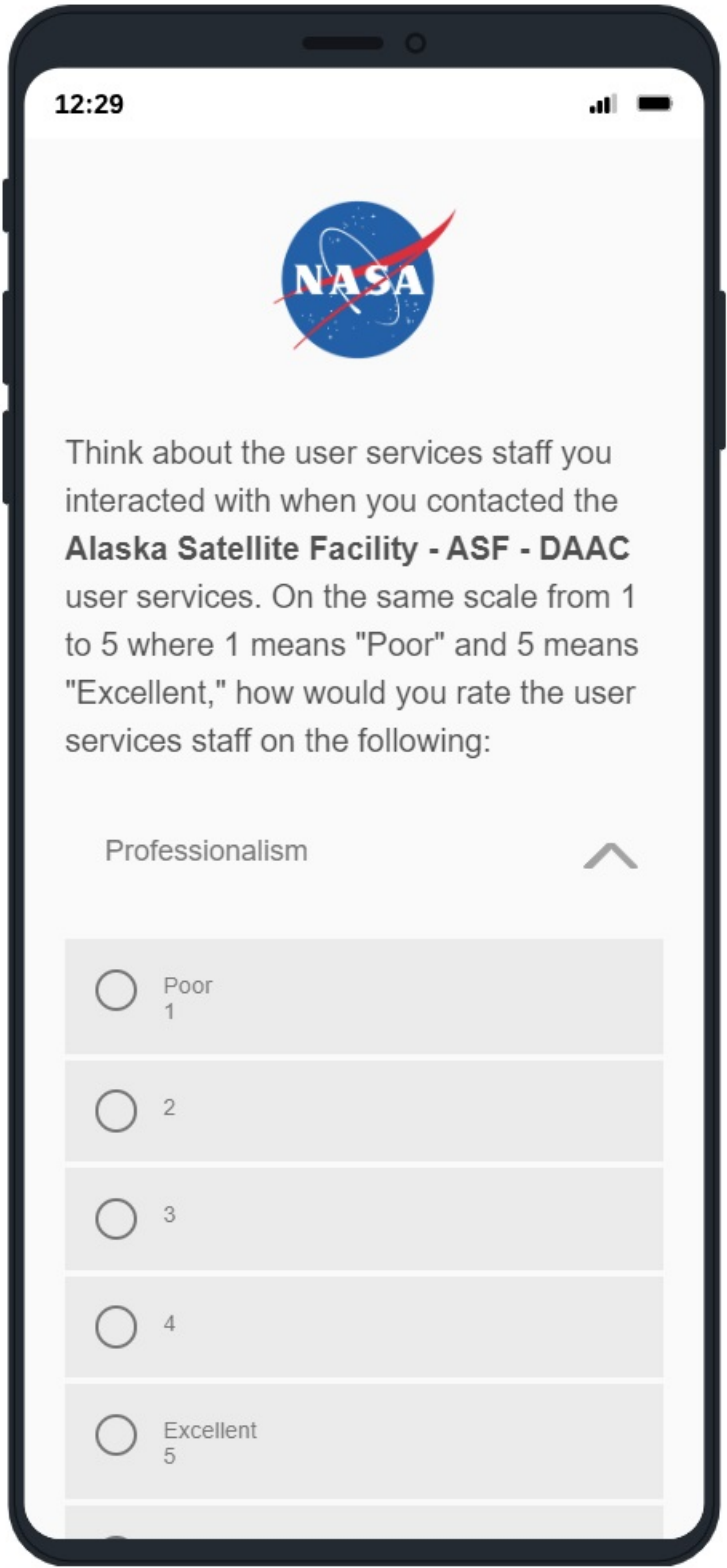 12:29
NASA
Think about the user services staff you
interacted with when you contacted the
Alaska Satellite Facility - ASF - DAAC
user services. On the same scale from 1
to 5 where 1 means "Poor" and 5 means
"Excellent," how would you rate the user
services staff on the following:
Professionalism
Poor
1
2
3
4
Excellent
5